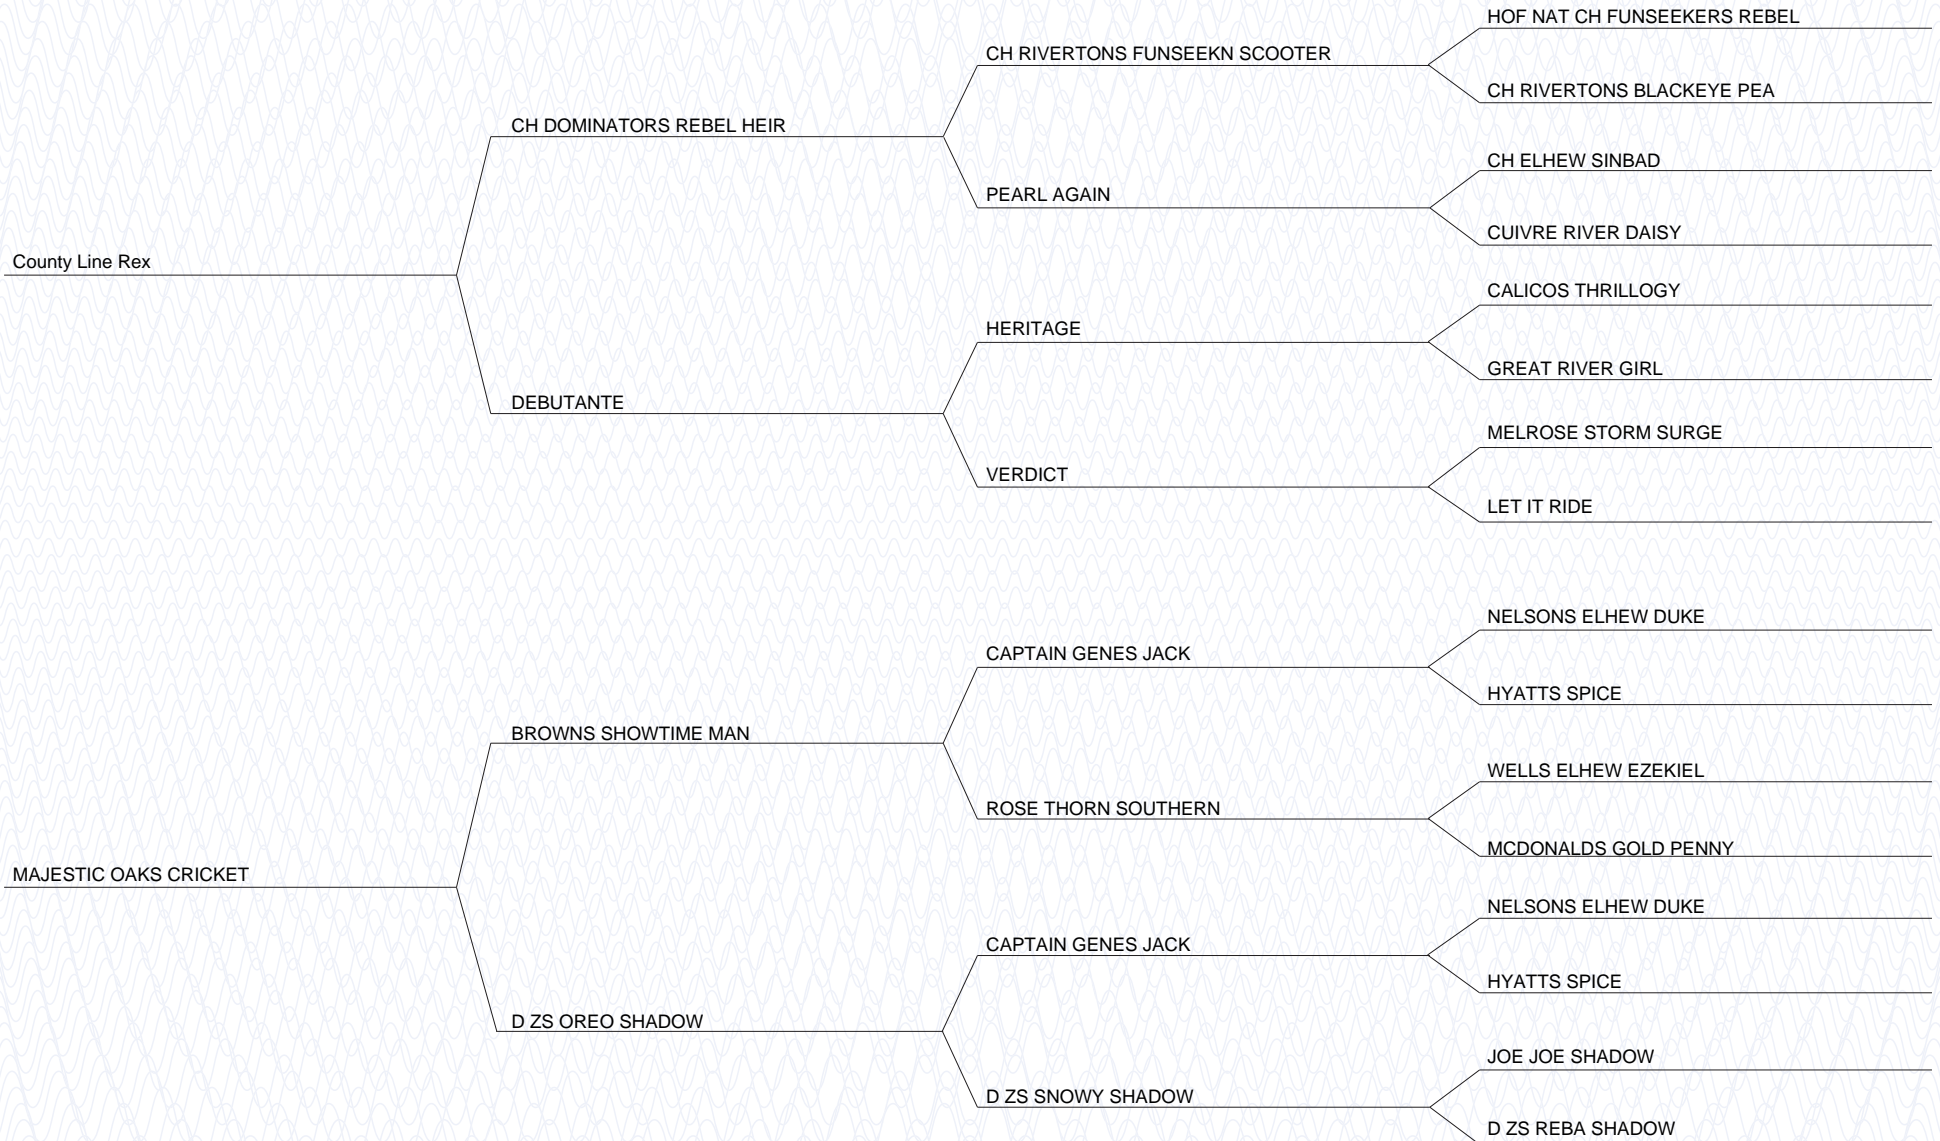 HOF NAT CH FUNSEEKERS REBEL
CH RIVERTONS FUNSEEKN SCOOTER
CH RIVERTONS BLACKEYE PEA
CH DOMINATORS REBEL HEIR
CH ELHEW SINBAD
PEARL AGAIN
CUIVRE RIVER DAISY
County Line Rex
CALICOS THRILLOGY
HERITAGE
GREAT RIVER GIRL
DEBUTANTE
MELROSE STORM SURGE
VERDICT
LET IT RIDE
NELSONS ELHEW DUKE
CAPTAIN GENES JACK
HYATTS SPICE
BROWNS SHOWTIME MAN
WELLS ELHEW EZEKIEL
ROSE THORN SOUTHERN
MCDONALDS GOLD PENNY
MAJESTIC OAKS CRICKET
NELSONS ELHEW DUKE
CAPTAIN GENES JACK
HYATTS SPICE
D ZS OREO SHADOW
JOE JOE SHADOW
D ZS SNOWY SHADOW
D ZS REBA SHADOW